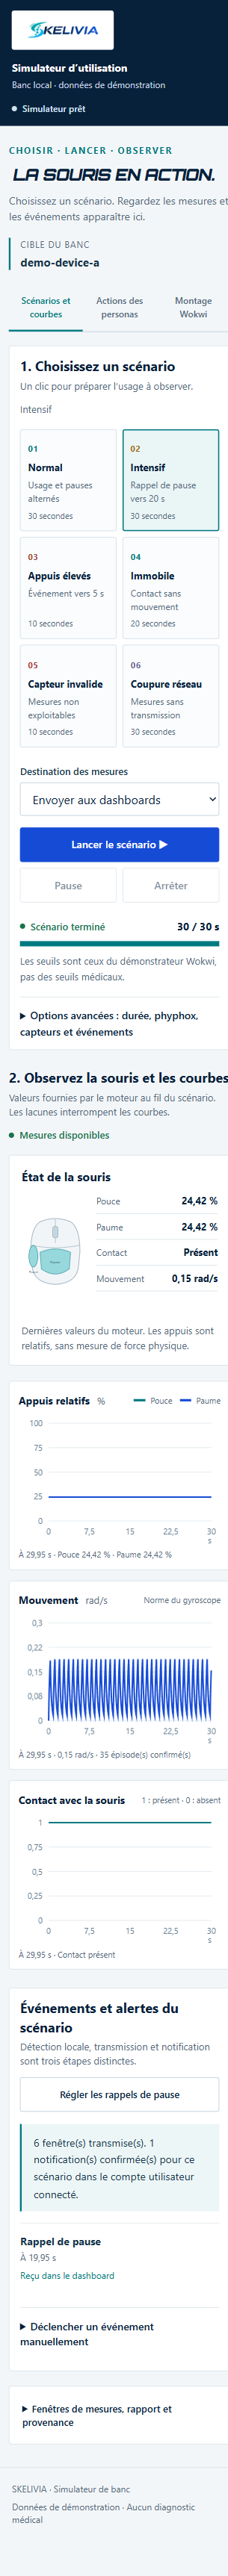 SKELIVIA
Simulateur d'utilisation
Banc local · données de démonstration
Simulateur prêt
CHOISIR · LANCER · OBSERVER
LA SOURIS EN ACTION.
Choisissez un scénario. Regardez les mesures et
les événements apparaître ici.
CIBLE DU BANC
demo-device-a
Scénarios et
courbes
Actions des
personas
Montage
Wokwi
1. Choisissez un scénario
Un clic pour préparer l'usage à observer.
Intensif
01
Normal
Usage et pauses
alternés
30 secondes
02
Intensif
Rappel de pause
vers 20 s
30 secondes
03
Appuis élevés
Événement vers 5 s
10 secondes
04
Immobile
Contact sans
mouvement
20 secondes
05
Capteur invalide
Mesures non
exploitables
10 secondes
06
Coupure réseau
Mesures sans
transmission
30 secondes
Destination des mesures
Envoyer aux dashboards
Lancer le scénario ▶
Pause
Arrêter
Scénario terminé 30 / 30 s
Les seuils sont ceux du démonstrateur Wokwi,
pas des seuils médicaux.
▶ Options avancées : durée, phyphox,
capteurs et événements
2. Observez la souris et les courbes
Valeurs fournies par le moteur au fil du scénario.
Les lacunes interrompent les courbes.
Mesures disponibles
État de la souris
Pouce 24,42 %
Paume 24,42 %
Contact Présent
Mouvement 0,15 rad/s
Dernières valeurs du moteur. Les appuis sont
relatifs, sans mesure de force physique.
Appuis relatifs % Pouce Paume
100
75
50
25
0
0 7,5 15 22,5 30
s
À 29,95 s · Pouce 24,42 % · Paume 24,42 %
Mouvement rad/s Norme du gyroscope
0,3
0,22
0,15
0,08
0
0 7,5 15 22,5 30
s
À 29,95 s · 0,15 rad/s · 35 épisode(s) confirmé(s)
Contact avec la souris 1 : présent · 0 : absent
1
0,75
0,5
0,25
0
0 7,5 15 22,5 30
s
À 29,95 s · Contact présent
Événements et alertes du
scénario
Détection locale, transmission et notification
sont trois étapes distinctes.
Régler les rappels de pause
6 fenêtre(s) transmise(s). 1
notification(s) confirmée(s) pour ce
scénario dans le compte utilisateur
connecté.
Rappel de pause
À 19,95 s
Reçu dans le dashboard
▶ Déclencher un événement
manuellement
▶ Fenêtres de mesures, rapport et
provenance
SKELIVIA · Simulateur de banc
Données de démonstration · Aucun diagnostic
médical